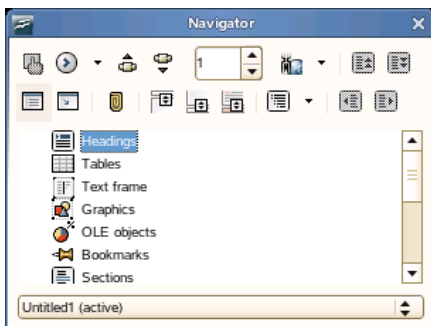 Navigator
1
Headings
Tables
Text frame
Graphics
OLE objects
Bookmarks
Sections
Untitled1 (active)